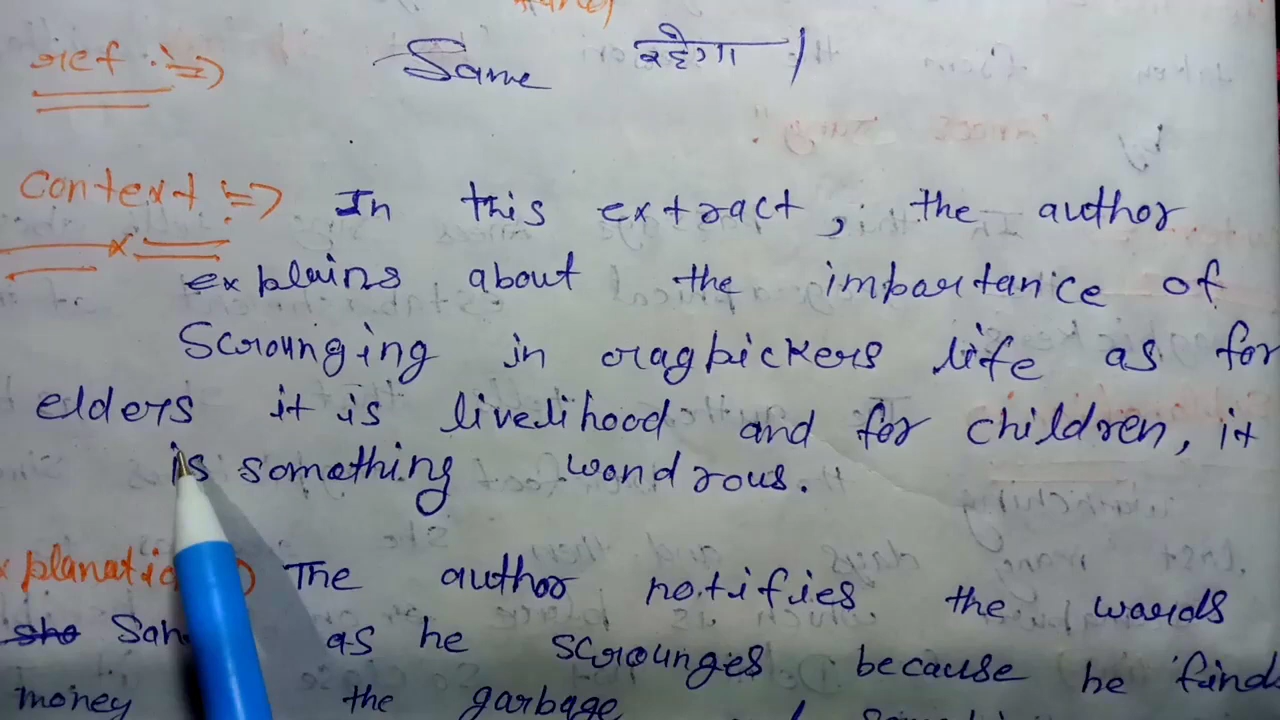 ref :⇒ Same रहेगा ।
Context :⇒ In this extract, the author
explains about the importance of
Scrounging in ragpickers life as for
elders it is livelihood and for children, it
is something wondrous.
The author notifies the words
as he scrounges because he finds
money the garbage